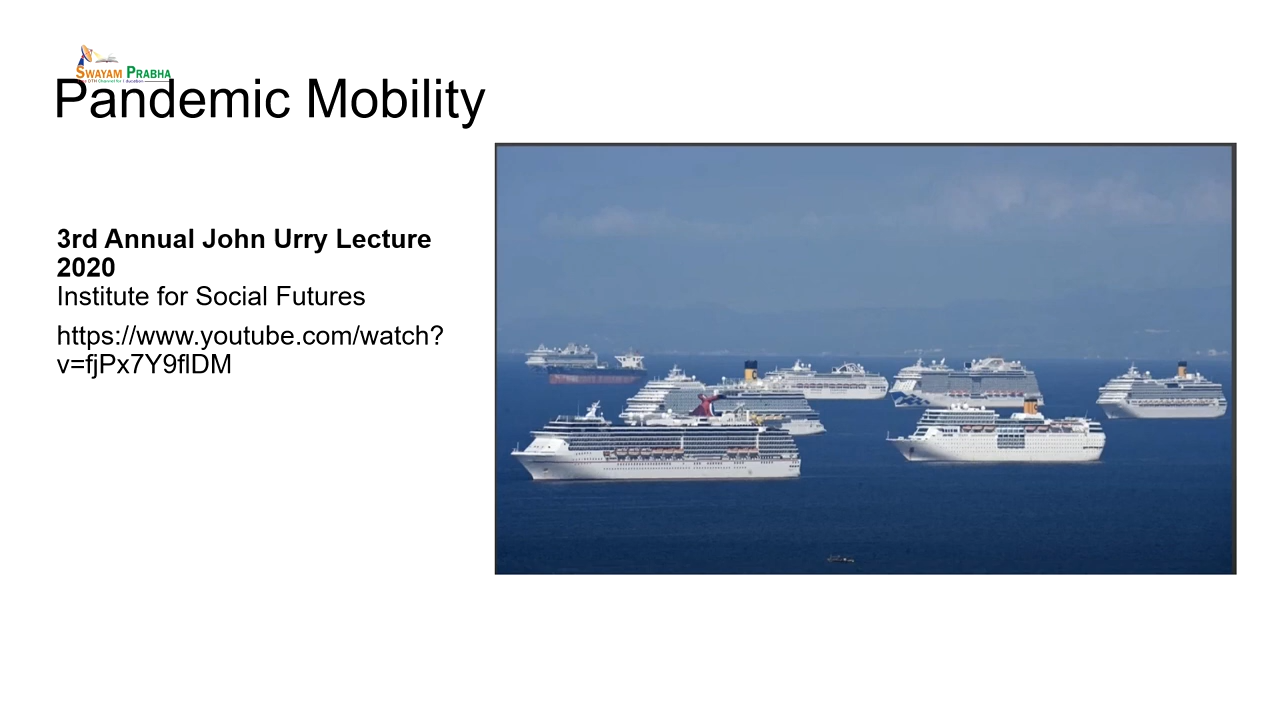 SWAYAM PRABHA
Pandemic Mobility
3rd Annual John Urry Lecture
2020
Institute for Social Futures
https://www.youtube.com/watch?
v=fjPx7Y9flDM